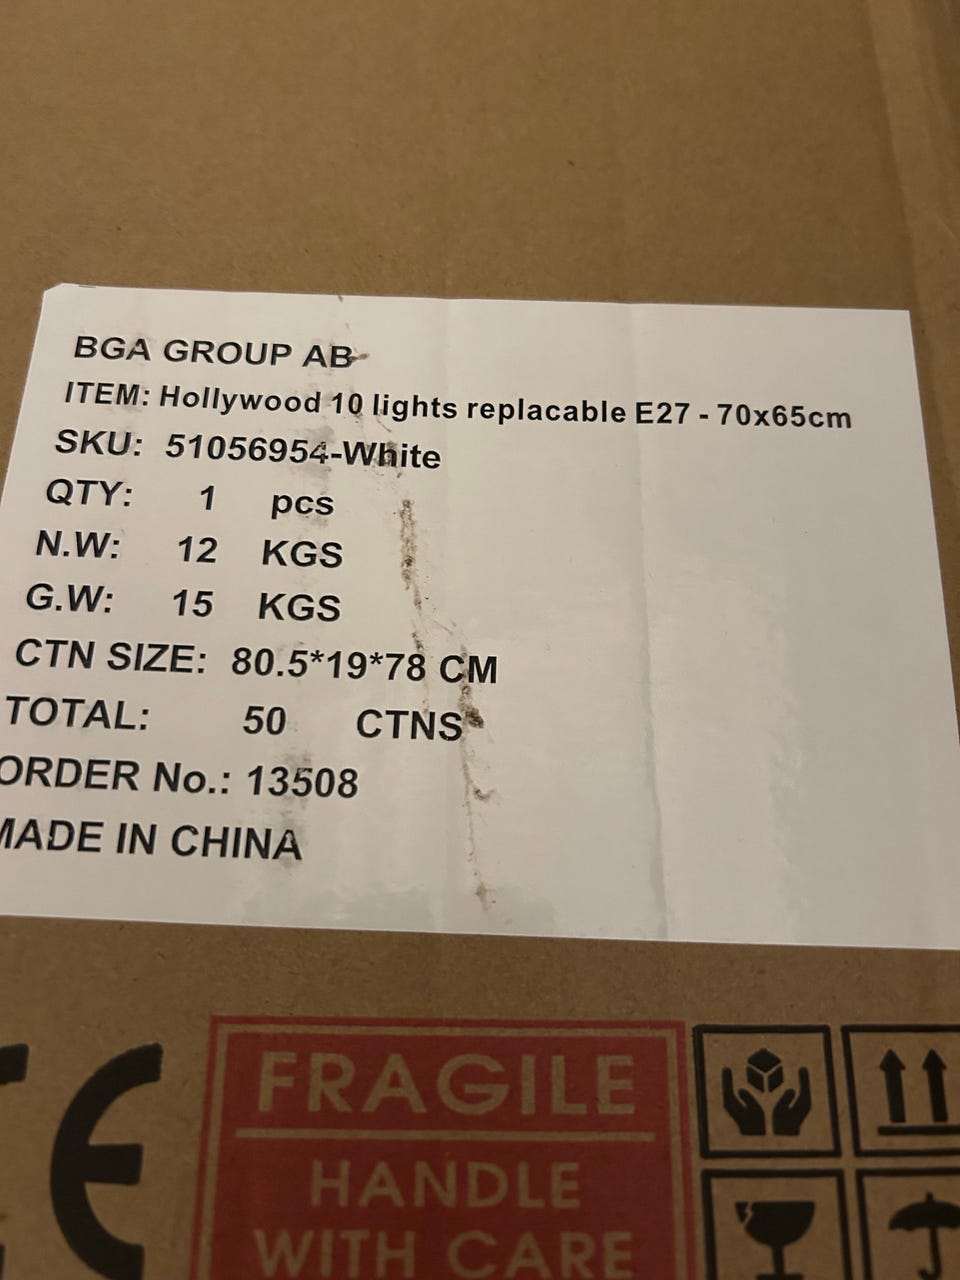 BGA GROUP AB
ITEM: Hollywood 10 lights replacable E27 - 70x65cm
SKU: 51056954-White
QTY: 1 pcs
N.W: 12 KGS
G.W: 15 KGS
CTN SIZE: 80.5*19*78 CM
TOTAL: 50 CTNS
ORDER No.: 13508
MADE IN CHINA
CE
FRAGILE
HANDLE
WITH CARE